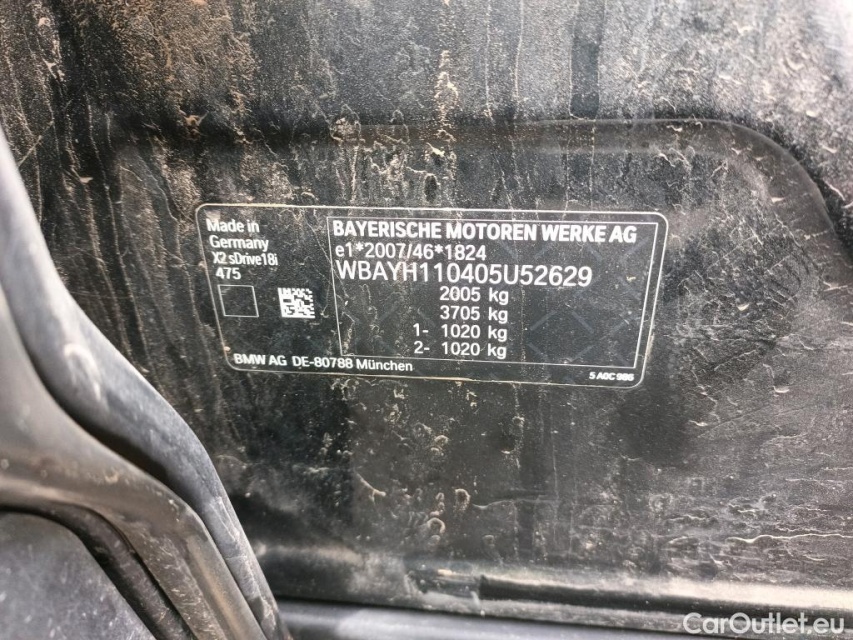 Made in
Germany
X2 sDrive18i
475
BAYERISCHE MOTOREN WERKE AG
e1*2007/46*1824
WBAYH110405U52629
2005 kg
3705 kg
1- 1020 kg
2- 1020 kg
BMW AG DE-80788 München
5 A0C 986
CarOutlet.eu